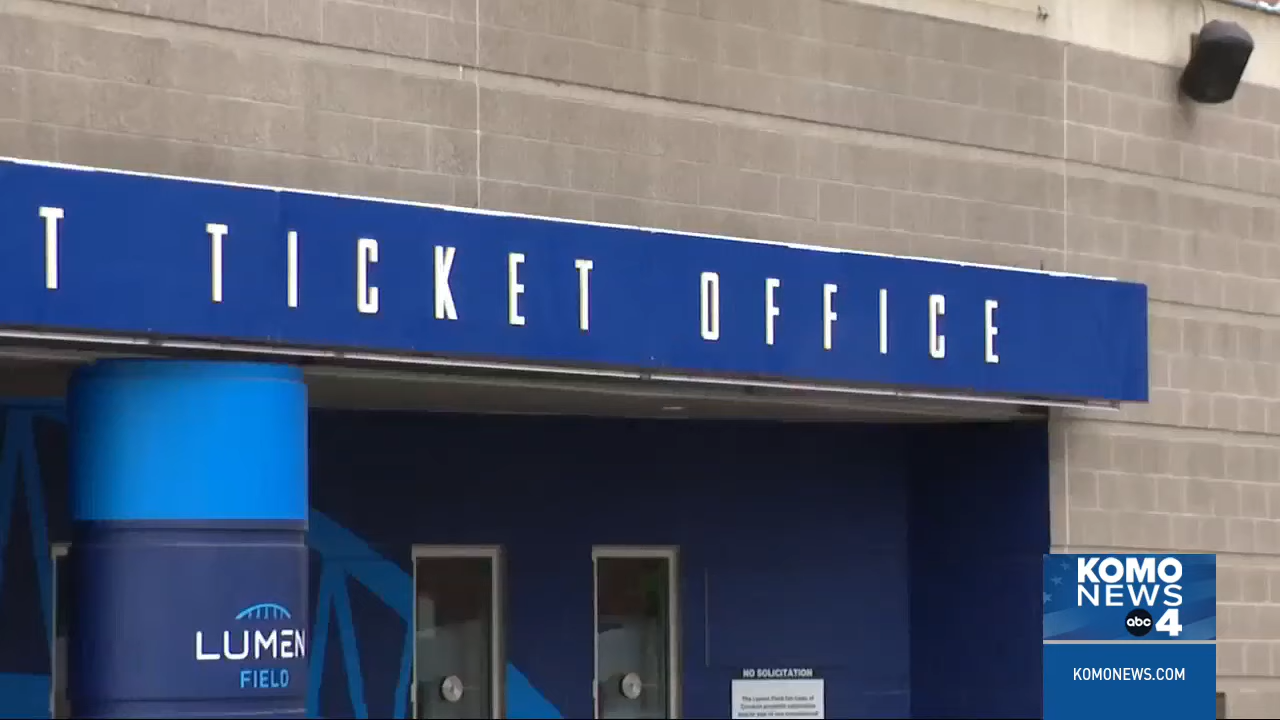 T TICKET OFFICE
LUMEN
FIELD
NO SOLICITATION
KOMO
NEWS
abc 4
KOMONEWS.COM